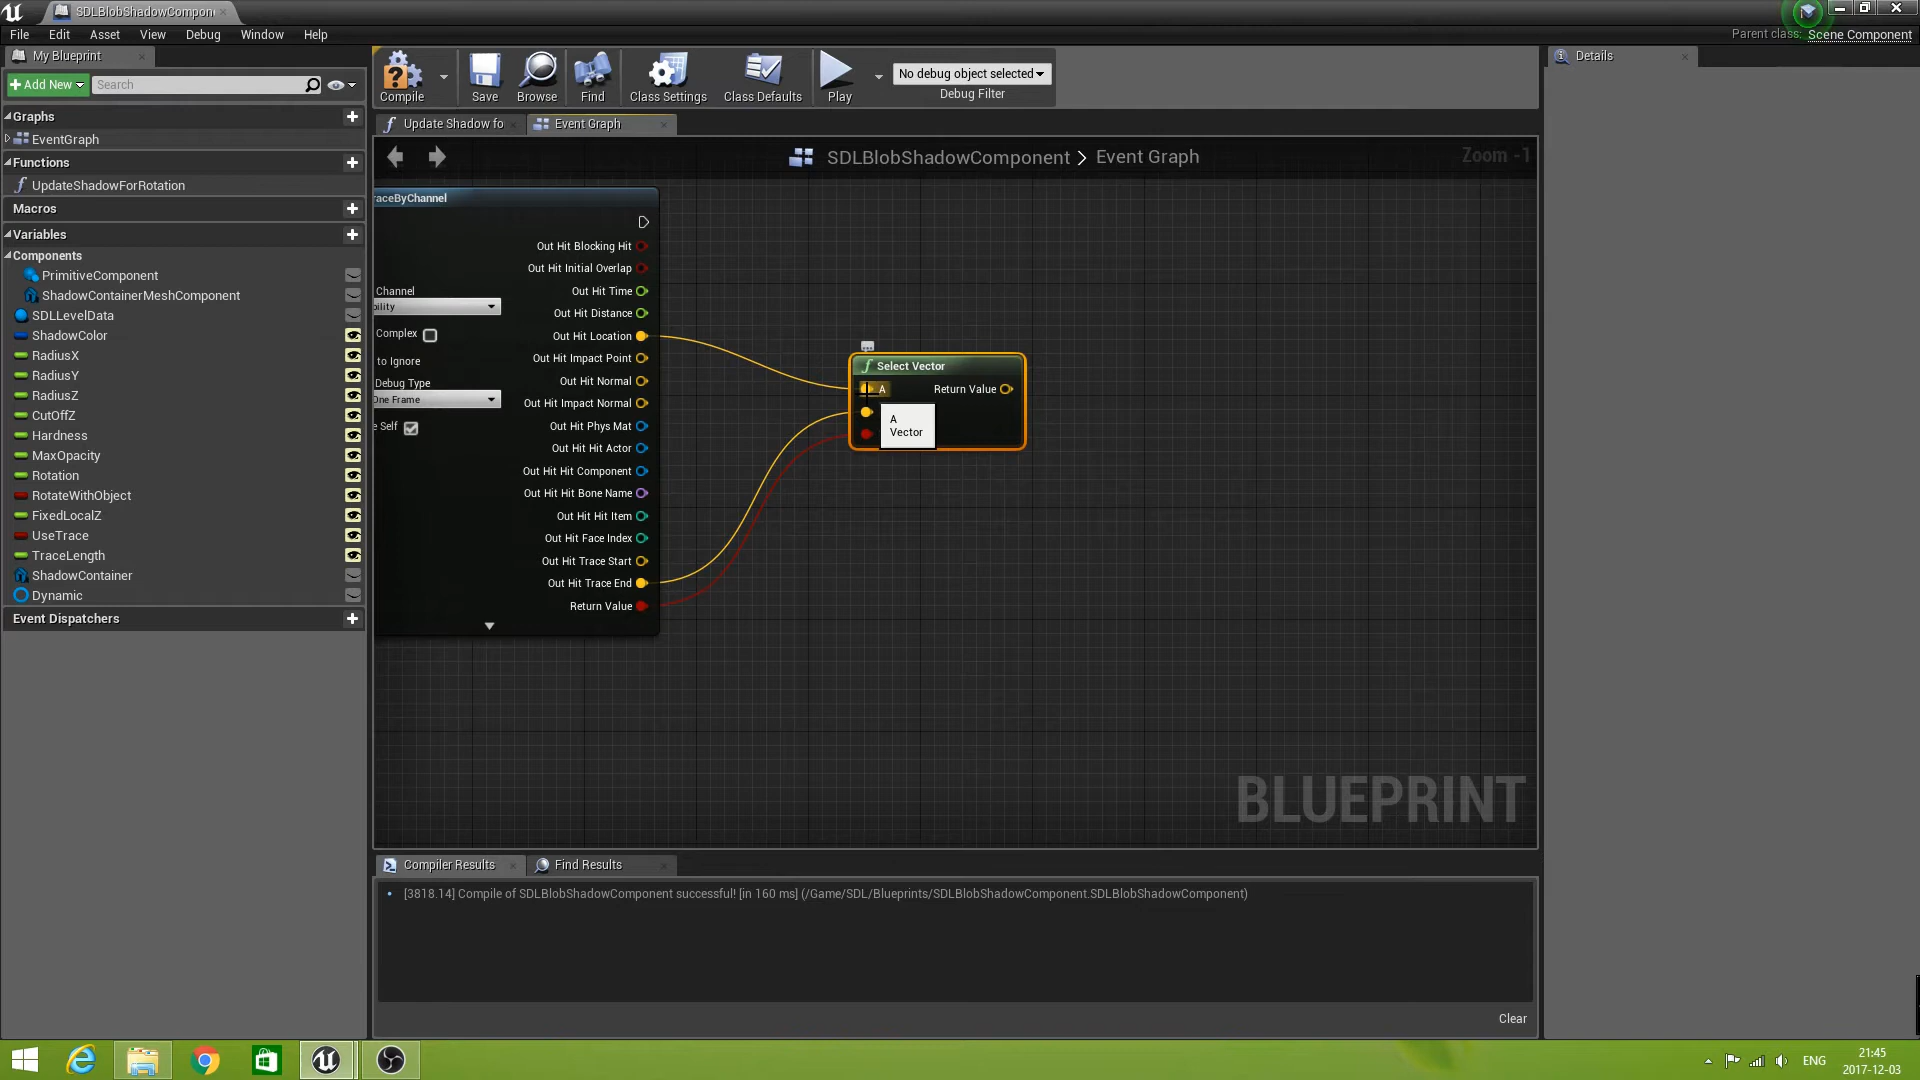 SDLBlobShadowComponen
File Edit Asset View Debug Window Help
Parent class: Scene Component
My Blueprint
Add New
Search
Graphs
EventGraph
Functions
UpdateShadowForRotation
Macros
Variables
Components
PrimitiveComponent
ShadowContainerMeshComponent
SDLLevelData
ShadowColor
RadiusX
RadiusY
RadiusZ
CutOffZ
Hardness
MaxOpacity
Rotation
RotateWithObject
FixedLocalZ
UseTrace
TraceLength
ShadowContainer
Dynamic
Event Dispatchers
Compile
Save
Browse
Find
Class Settings
Class Defaults
Play
No debug object selected
Debug Filter
Update Shadow fo
Event Graph
SDLBlobShadowComponent > Event Graph
Zoom -1
raceByChannel
Out Hit Blocking Hit
Out Hit Initial Overlap
Channel
Out Hit Time
bility
Out Hit Distance
Complex
Out Hit Location
to Ignore
Out Hit Impact Point
Debug Type
Out Hit Normal
One Frame
Out Hit Impact Normal
e Self
Out Hit Phys Mat
Out Hit Hit Actor
Out Hit Hit Component
Out Hit Hit Bone Name
Out Hit Hit Item
Out Hit Face Index
Out Hit Trace Start
Out Hit Trace End
Return Value
Select Vector
A
Return Value
A
Vector
BLUEPRINT
Compiler Results
Find Results
[3818.14] Compile of SDLBlobShadowComponent successful! [in 160 ms] (/Game/SDL/Blueprints/SDLBlobShadowComponent.SDLBlobShadowComponent)
Clear
Details
ENG
21:45
2017-12-03